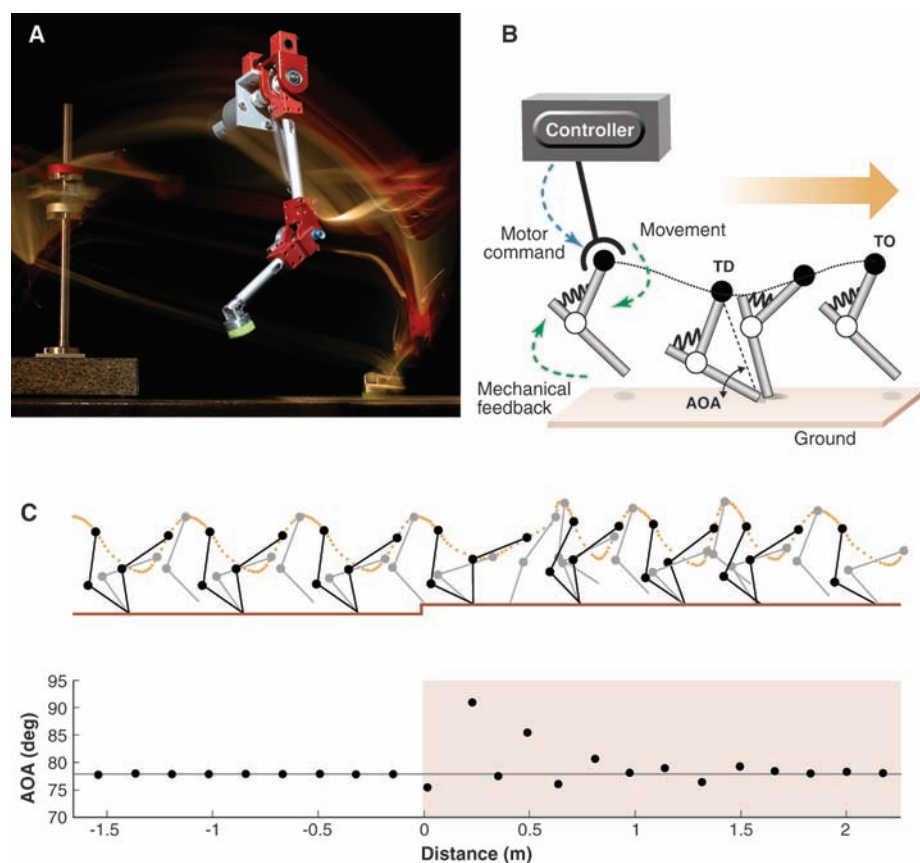 A
B
Controller
Motor
command
Movement
TD
TO
Mechanical
feedback
AOA
Ground
C
AOA (deg)
95
90
85
80
75
70
-1.5
-1
-0.5
0
0.5
1
1.5
2
Distance (m)